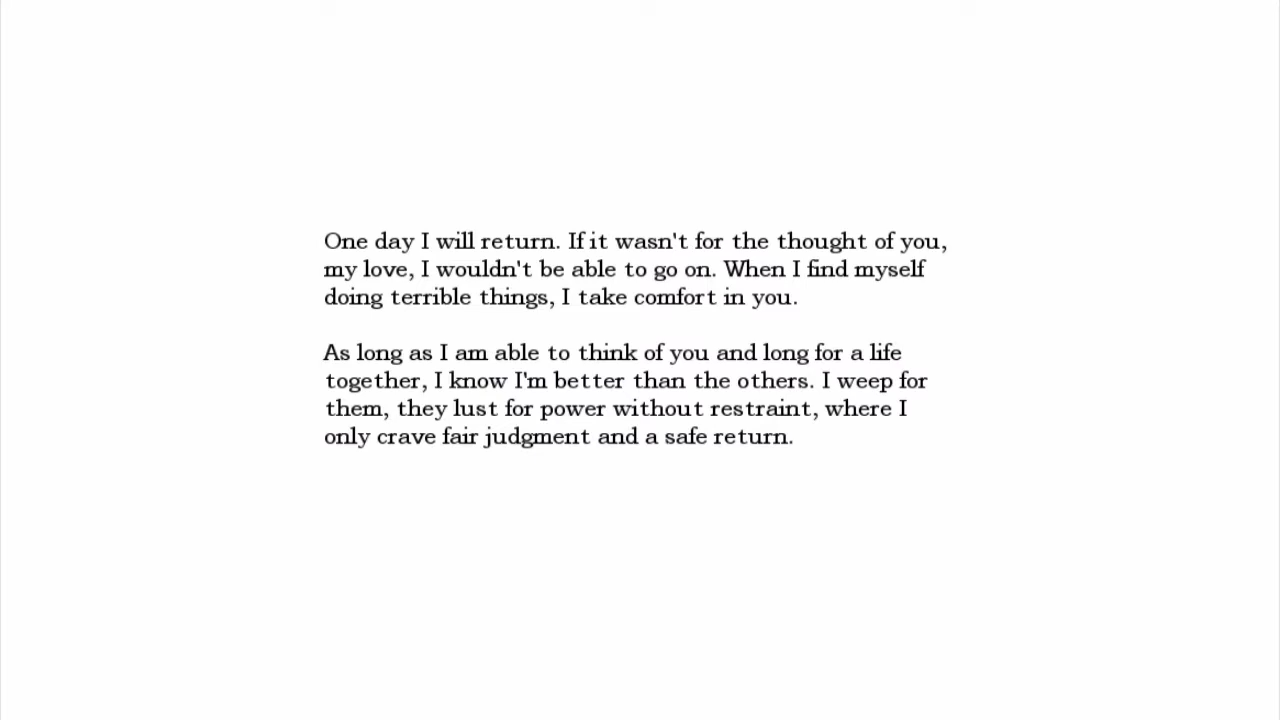 One day I will return. If it wasn't for the thought of you,
my love, I wouldn't be able to go on. When I find myself
doing terrible things, I take comfort in you.
As long as I am able to think of you and long for a life
together, I know I'm better than the others. I weep for
them, they lust for power without restraint, where I
only crave fair judgment and a safe return.